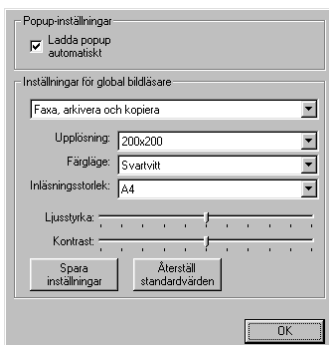 Popup-inställningar
Ladda popup
automatiskt
Inställningar för global bildläsare
Faxa, arkivera och kopiera
Upplösning: 200x200
Färgläge: Svartvitt
Inläsningsstorlek: A4
Ljusstyrka:
Kontrast:
Spara
inställningar
Återställ
standardvärden
OK